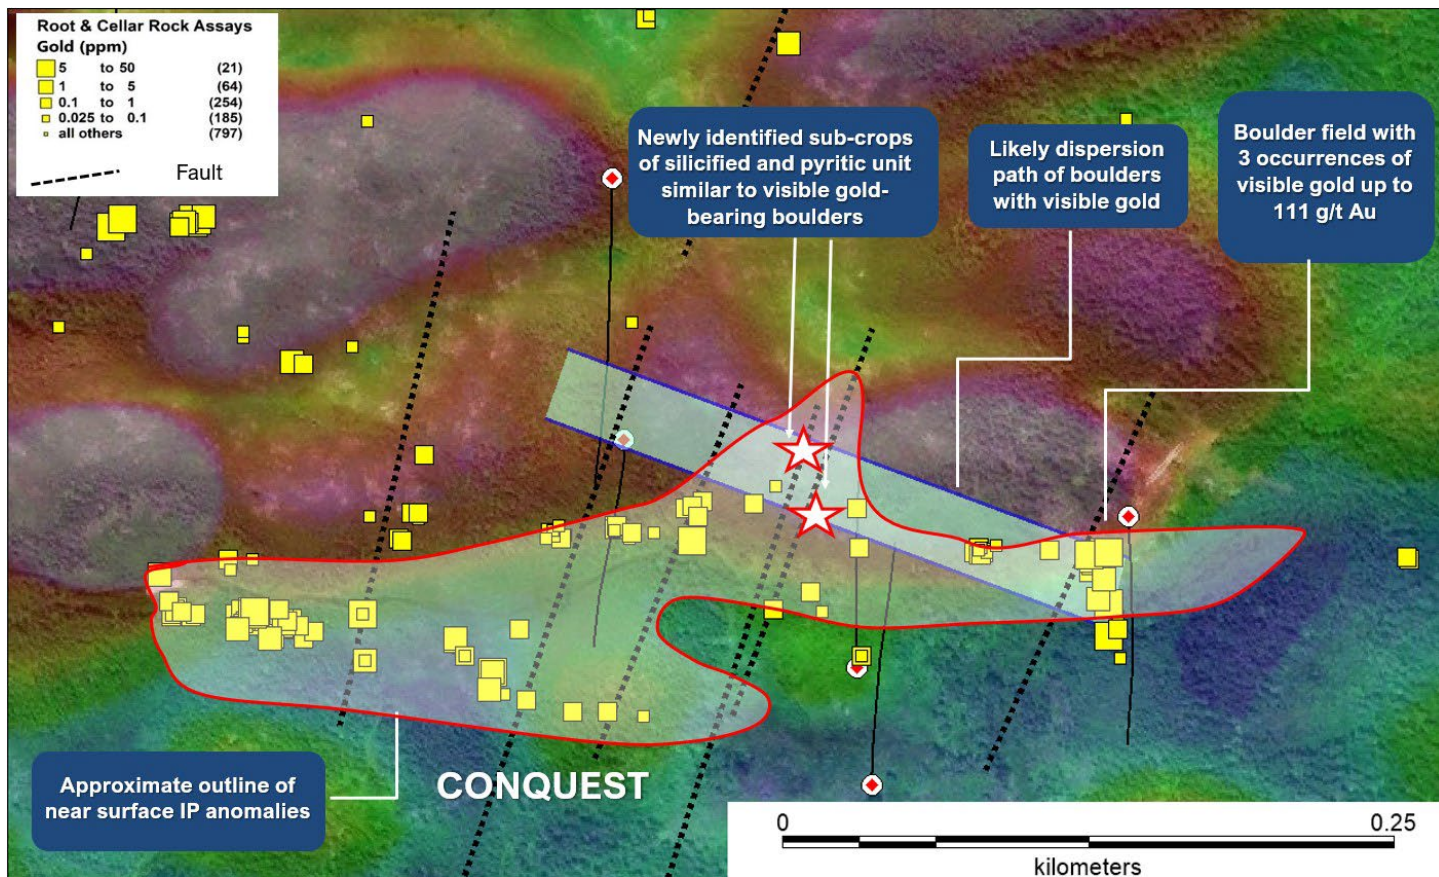 Root & Cellar Rock Assays
Gold (ppm)
5 to 50 (21)
1 to 5 (64)
0.1 to 1 (254)
0.025 to 0.1 (185)
all others (797)
Fault
Newly identified sub-crops
of silicified and pyritic unit
similar to visible gold-
bearing boulders
Likely dispersion
path of boulders
with visible gold
Boulder field with
3 occurrences of
visible gold up to
111 g/t Au
Approximate outline of
near surface IP anomalies
CONQUEST
0 0.25
kilometers